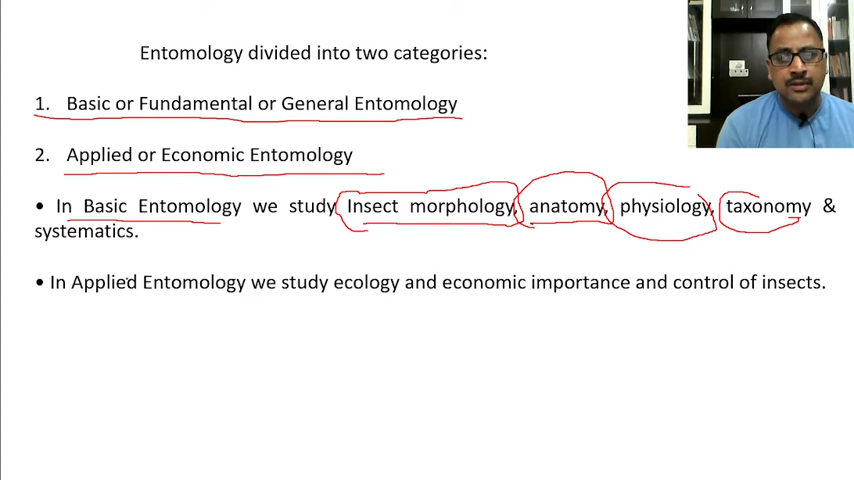 Entomology divided into two categories:
1. Basic or Fundamental or General Entomology
2. Applied or Economic Entomology
• In Basic Entomology we study Insect morphology, anatomy, physiology, taxonomy &
systematics.
• In Applied Entomology we study ecology and economic importance and control of insects.